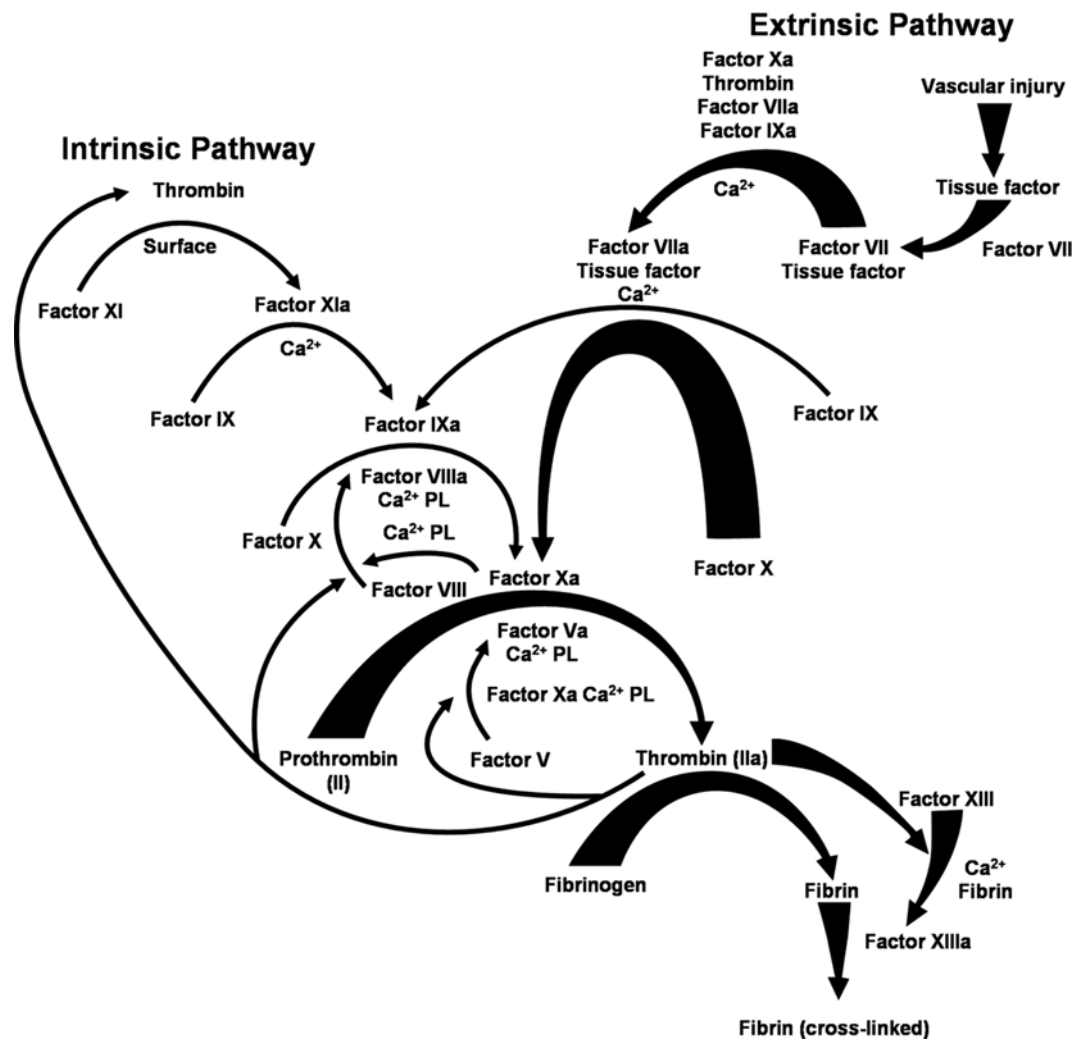 Extrinsic Pathway
Factor Xa
Thrombin
Factor VIIa
Factor IXa
Vascular injury
Intrinsic Pathway
Thrombin
Ca²⁺
Tissue factor
Surface
Factor VIIa
Tissue factor
Ca²⁺
Factor VII
Tissue factor
Factor VII
Factor XI
Factor XIa
Ca²⁺
Factor IX
Factor IXa
Factor IX
Factor VIIIa
Ca²⁺ PL
Ca²⁺ PL
Factor X
Factor VIII
Factor Xa
Factor X
Factor Va
Ca²⁺ PL
Factor Xa Ca²⁺ PL
Prothrombin
(II)
Factor V
Thrombin (IIa)
Factor XIII
Ca²⁺
Fibrin
Fibrinogen
Fibrin
Factor XIIIa
Fibrin (cross-linked)